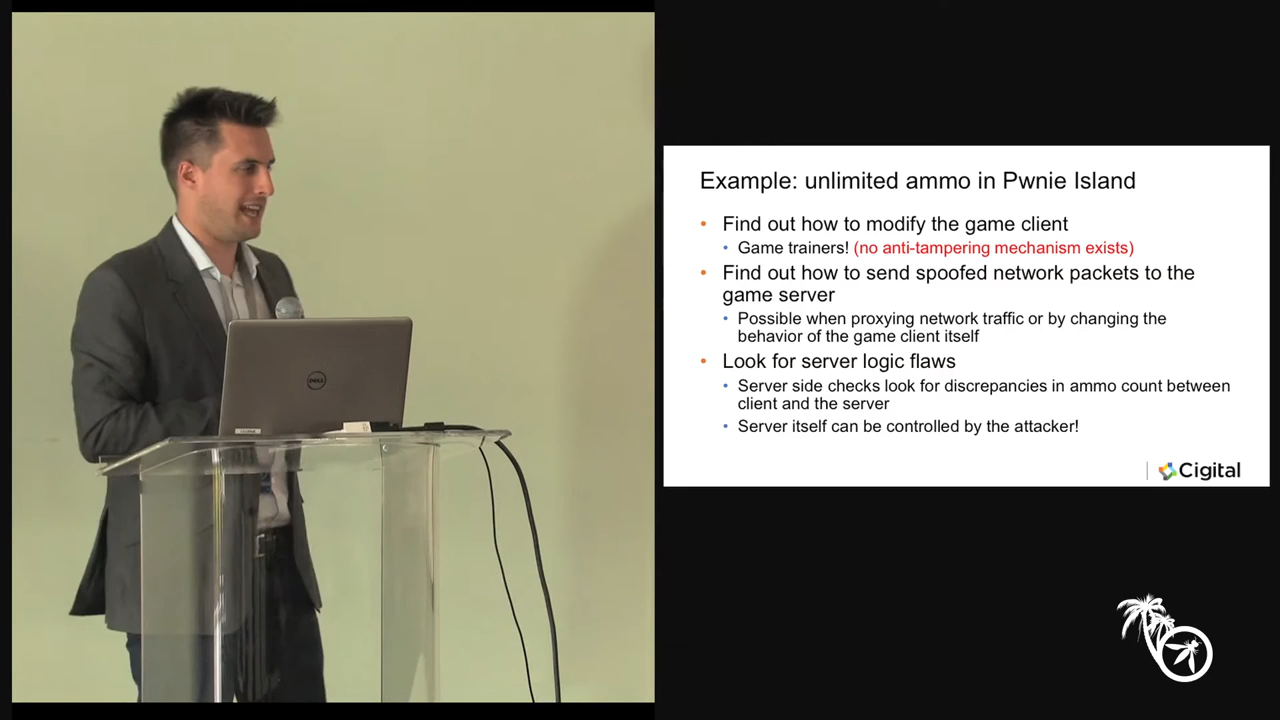 Example: unlimited ammo in Pwnie Island
• Find out how to modify the game client
• Game trainers! (no anti-tampering mechanism exists)
• Find out how to send spoofed network packets to the
game server
• Possible when proxying network traffic or by changing the
behavior of the game client itself
• Look for server logic flaws
• Server side checks look for discrepancies in ammo count between
client and the server
• Server itself can be controlled by the attacker!
Cigital
DELL